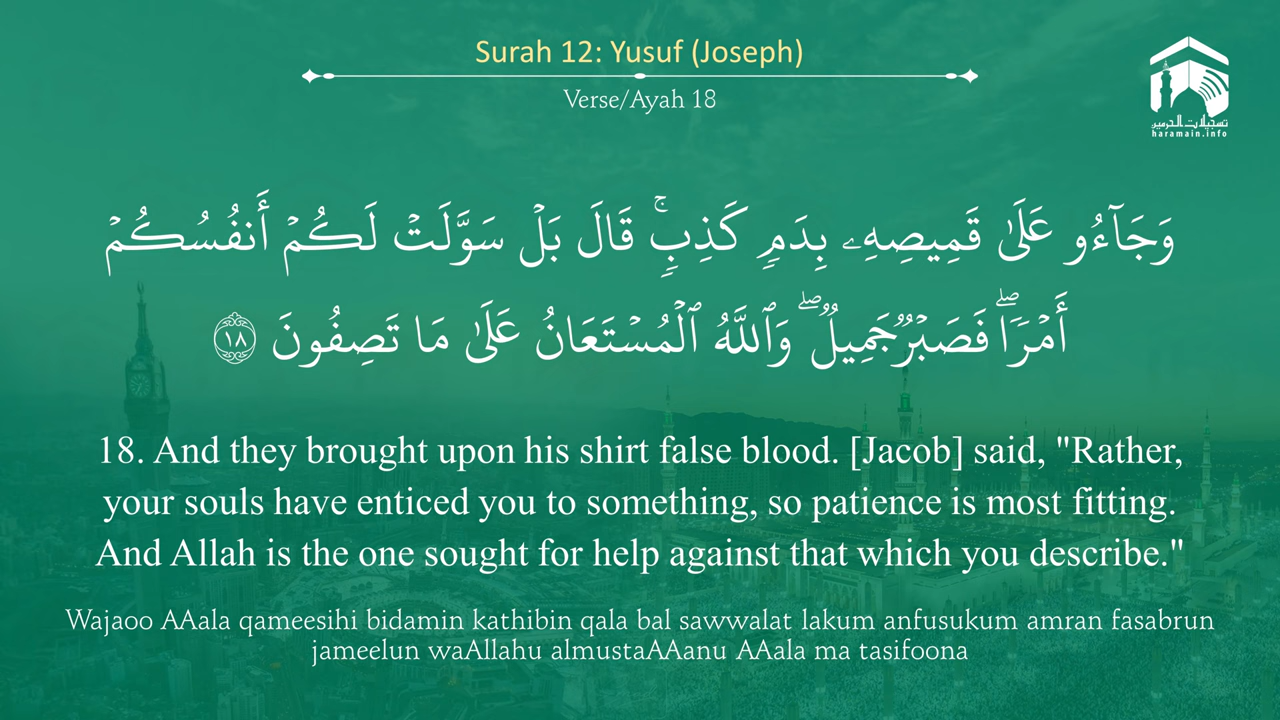 Surah 12: Yusuf (Joseph)
Verse/Ayah 18
تسجيلات الحرمين
haramain.info
وَجَآءُو عَلَىٰ قَمِيصِهِۦ بِدَمٖ كَذِبٖۚ قَالَ بَلۡ سَوَّلَتۡ لَكُمۡ أَنفُسُكُمۡ
أَمۡرٗاۖ فَصَبۡرٞ جَمِيلٞۖ وَٱللَّهُ ٱلۡمُسۡتَعَانُ عَلَىٰ مَا تَصِفُونَ ١٨
18. And they brought upon his shirt false blood. [Jacob] said, "Rather,
your souls have enticed you to something, so patience is most fitting.
And Allah is the one sought for help against that which you describe."
Wajaoo AAala qameesihi bidamin kathibin qala bal sawwalat lakum anfusukum amran fasabrun
jameelun waAllahu almustaAAanu AAala ma tasifoona